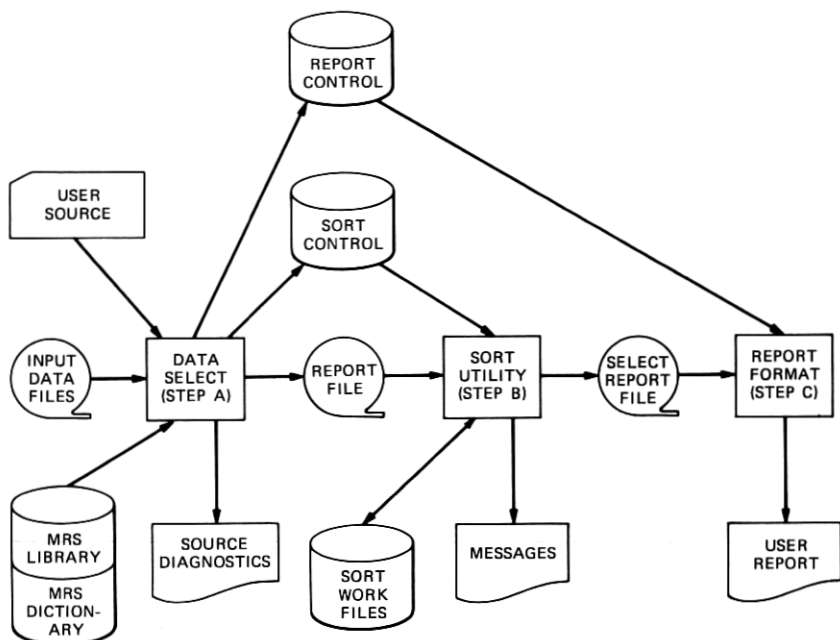 REPORT
CONTROL
USER
SOURCE
SORT
CONTROL
INPUT
DATA
FILES
DATA
SELECT
(STEP A)
REPORT
FILE
SORT
UTILITY
(STEP B)
SELECT
REPORT
FILE
REPORT
FORMAT
(STEP C)
MRS
LIBRARY
MRS
DICTION-
ARY
SOURCE
DIAGNOSTICS
SORT
WORK
FILES
MESSAGES
USER
REPORT